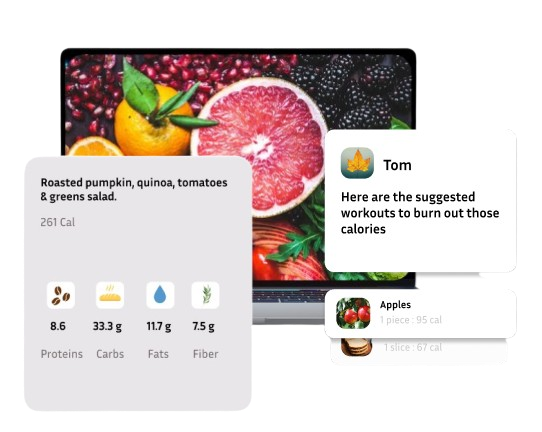 Roasted pumpkin, quinoa, tomatoes
& greens salad.
261 Cal
8.6
33.3 g
11.7 g
7.5 g
Proteins
Carbs
Fats
Fiber
Tom
Here are the suggested
workouts to burn out those
calories
Apples
1 piece : 95 cal
1 slice : 67 cal